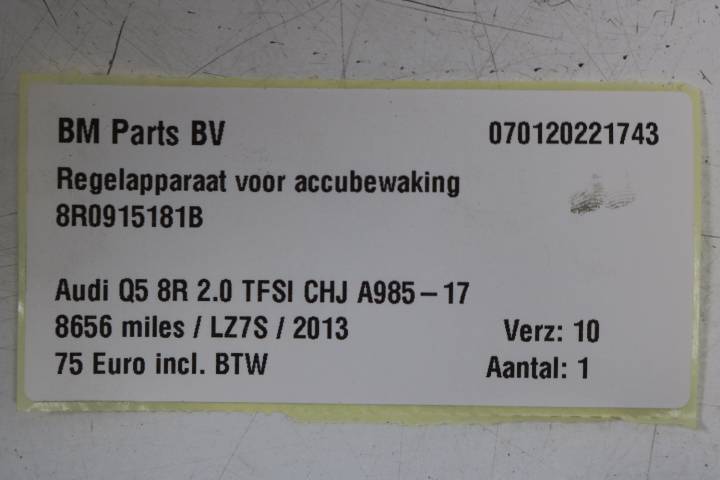 BM Parts BV 070120221743
Regelapparaat voor accubewaking
8R0915181B
Audi Q5 8R 2.0 TFSI CHJ A985-17
8656 miles / LZ7S / 2013 Verz: 10
75 Euro incl. BTW Aantal: 1